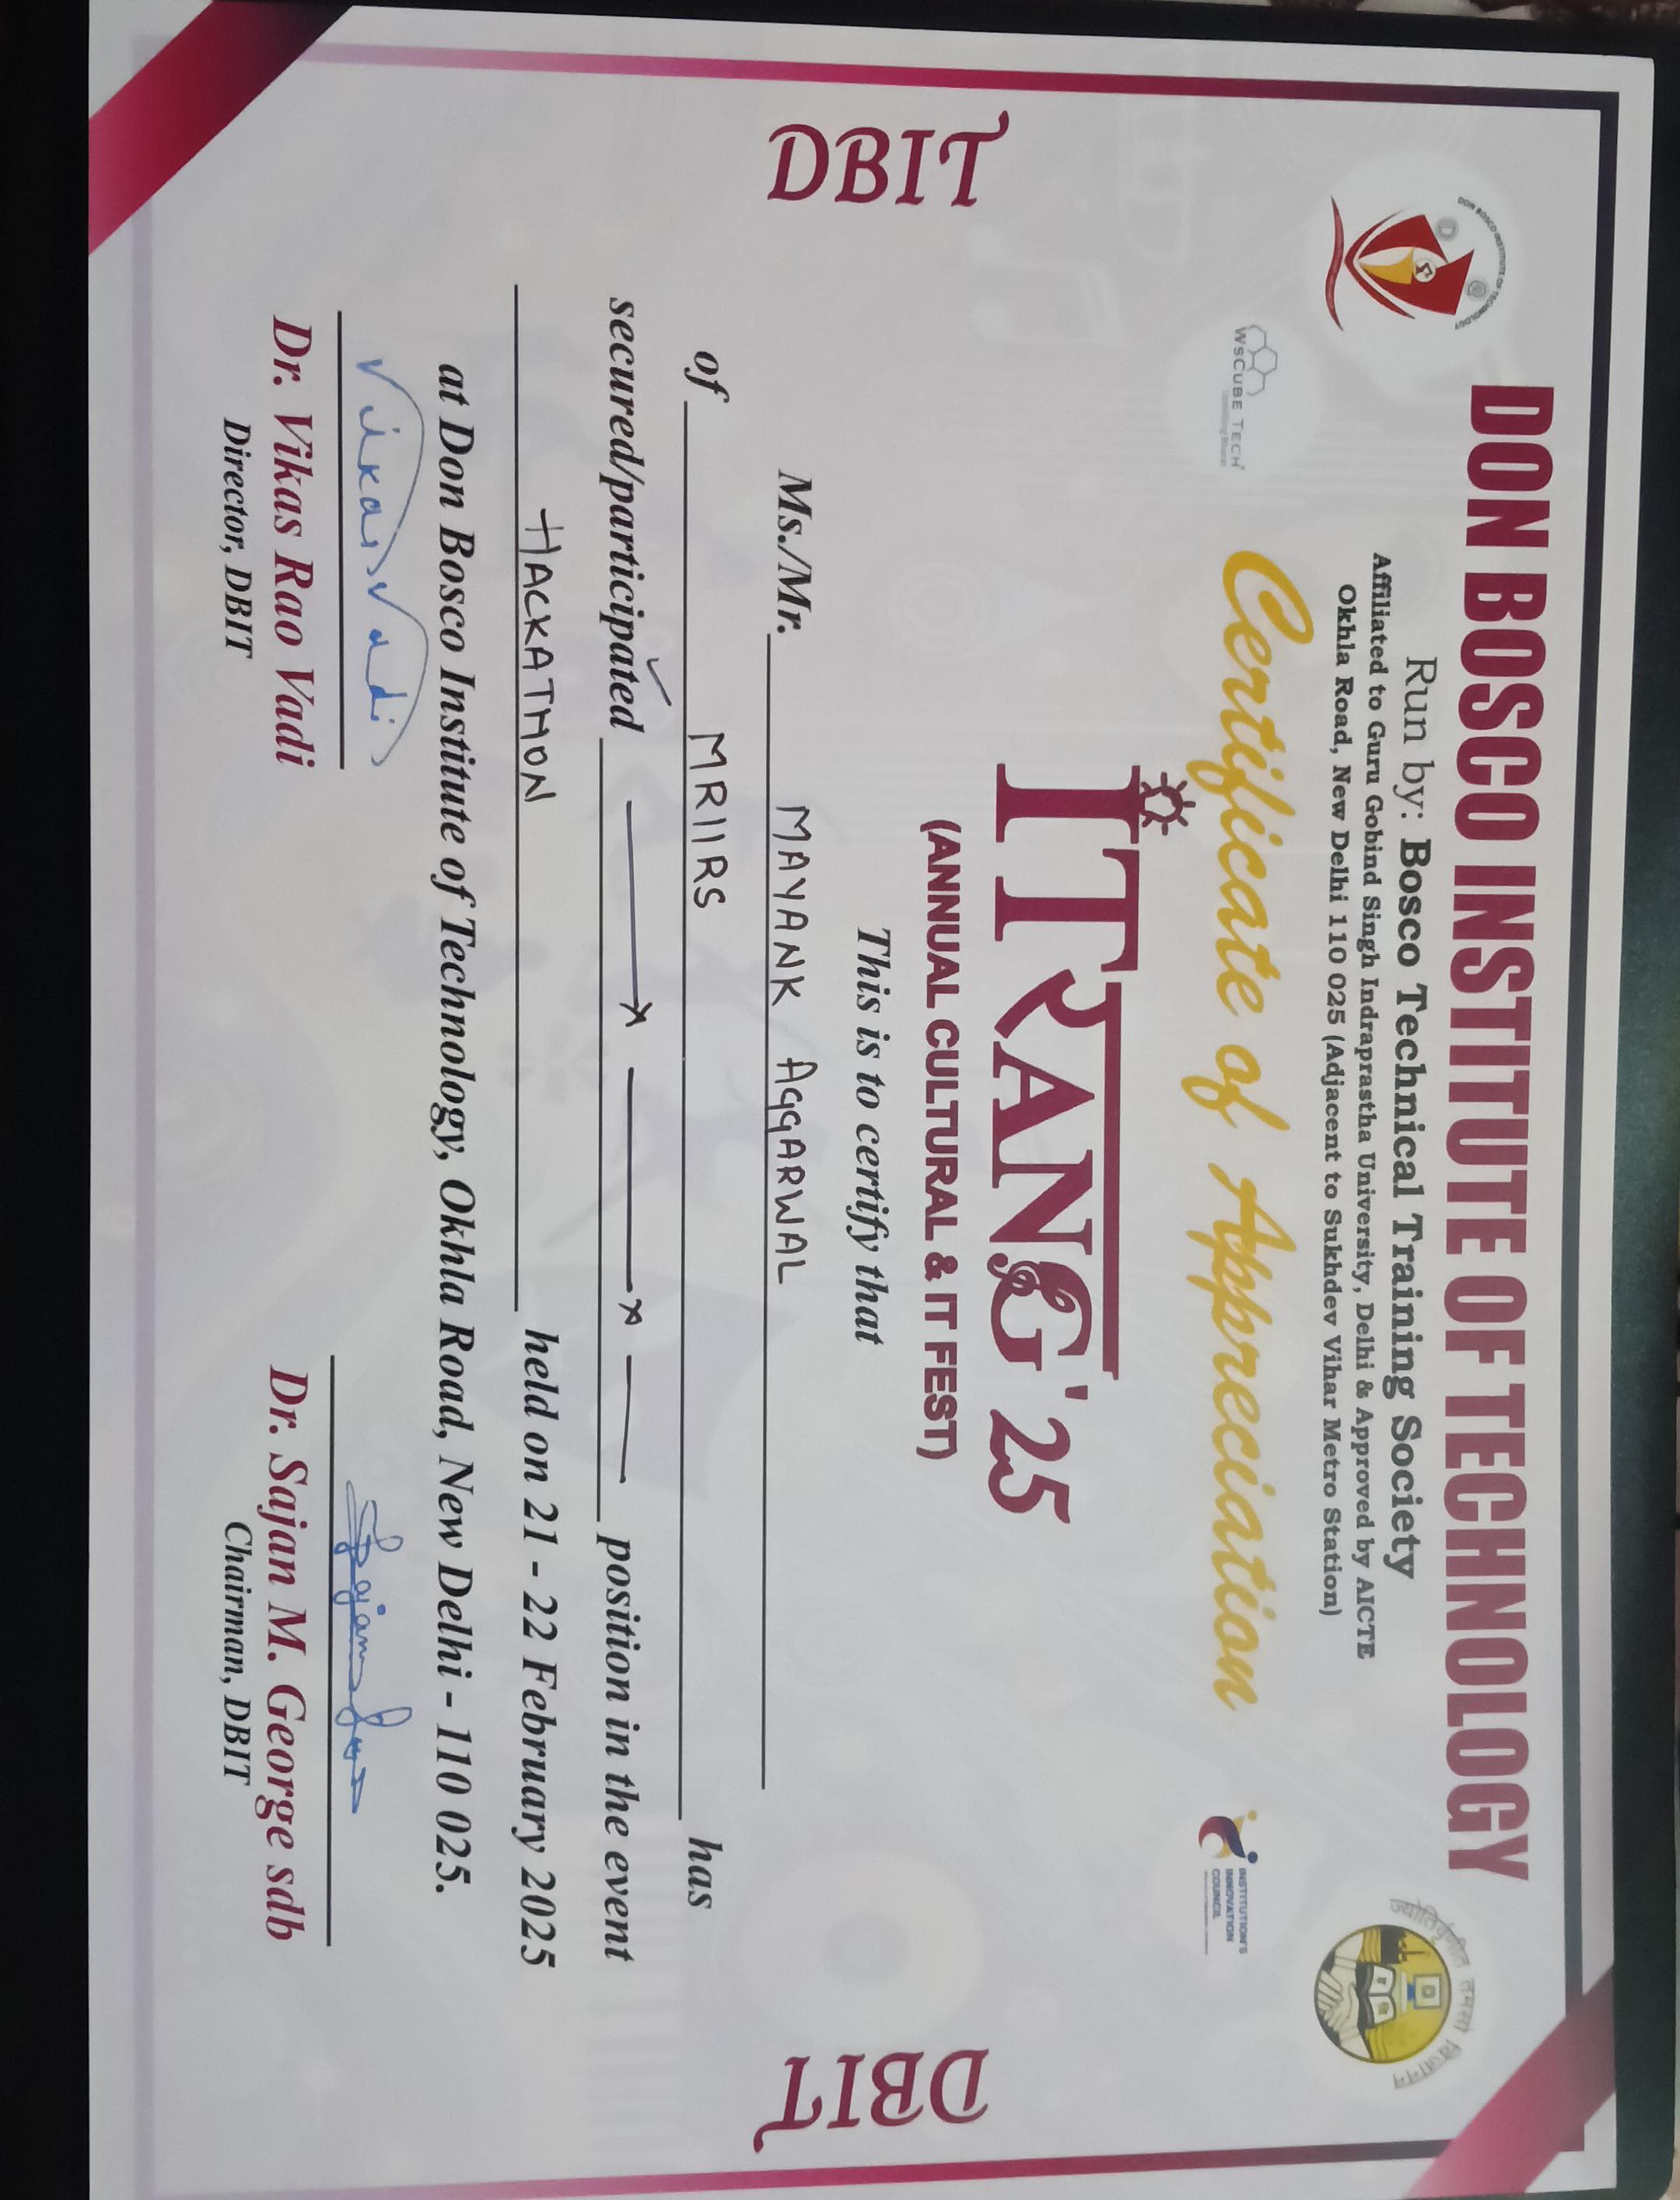 DON BOSCO INSTITUTE OF TECHNOLOGY
DON BOSCO INSTITUTE OF TECHNOLOGY
Run by: Bosco Technical Training Society
Affiliated to Guru Gobind Singh Indraprastha University, Delhi & Approved by AICTE
Okhla Road, New Delhi 110 025 (Adjacent to Sukhdev Vihar Metro Station)
WSCUBE TECH
Upskilling Bharat
Certificate of Appreciation
INSTITUTION'S
INNOVATION
COUNCIL
iTरANG'25
(ANNUAL CULTURAL & IT FEST)
DBIT
DBIT
This is to certify that
Ms./Mr. MAYANK AGGARWAL
of MRIIRS has
secured/participated position in the event
HACKATHON held on 21 - 22 February 2025
at Don Bosco Institute of Technology, Okhla Road, New Delhi - 110 025.
Vikas Vadi
Dr. Vikas Rao Vadi
Director, DBIT
Dr. Sajan M. George sdb
Chairman, DBIT